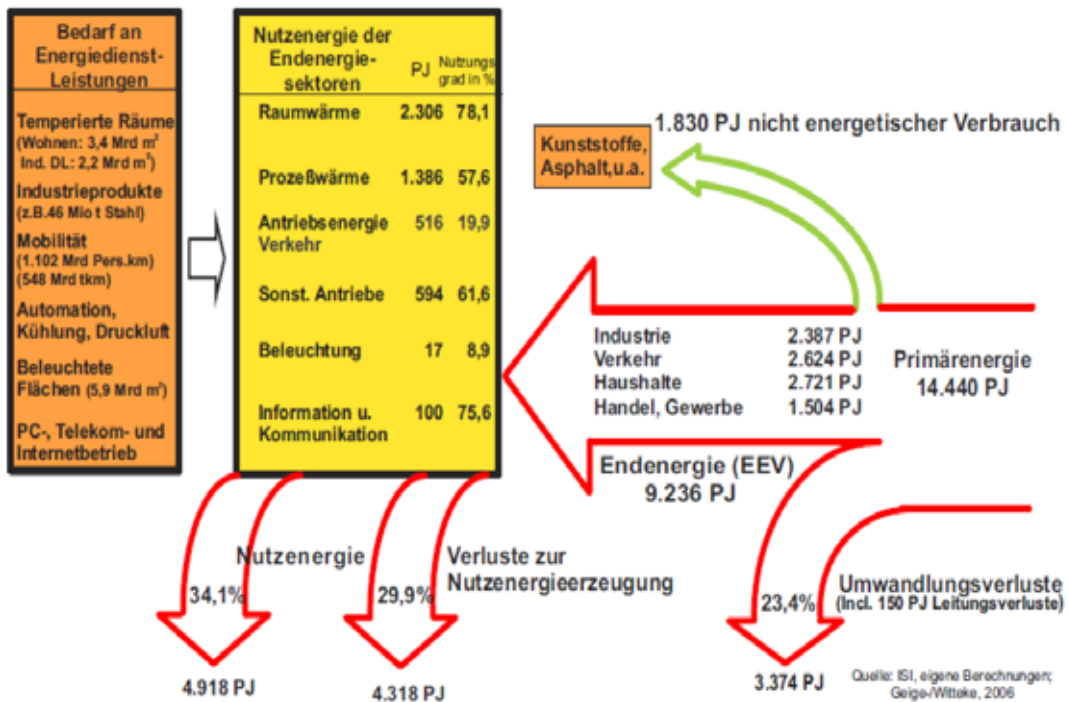 Bedarf an
Energiedienst-
Leistungen
Temperierte Räume
(Wohnen: 3,4 Mrd m²
Ind. DL: 2,2 Mrd m²)
Industrieprodukte
(z.B.46 Mio t Stahl)
Mobilität
(1.102 Mrd Pers.km)
(548 Mrd tkm)
Automation,
Kühlung, Druckluft
Beleuchtete
Flächen (5,9 Mrd m²)
PC-, Telekom- und
Internetbetrieb
Nutzenergie der
Endenergie-
sektoren
PJ Nutzungs
grad in %
Raumwärme 2.306 78,1
Prozeßwärme 1.386 57,6
Antriebsenergie 516 19,9
Verkehr
Sonst. Antriebe 594 61,6
Beleuchtung 17 8,9
Information u. 100 75,6
Kommunikation
1.830 PJ nicht energetischer Verbrauch
Kunststoffe,
Asphalt,u.a.
Industrie 2.387 PJ
Verkehr 2.624 PJ
Haushalte 2.721 PJ
Handel, Gewerbe 1.504 PJ
Primärenergie
14.440 PJ
Endenergie (EEV)
9.236 PJ
Nutzenergie
34,1%
4.918 PJ
Verluste zur
Nutzenergieerzeugung
29,9%
4.318 PJ
Umwandlungsverluste
(Incl. 150 PJ Leitungsverluste)
23,4%
3.374 PJ
Quelle: ISI, eigene Berechnungen;
Geige-/Witteke, 2006